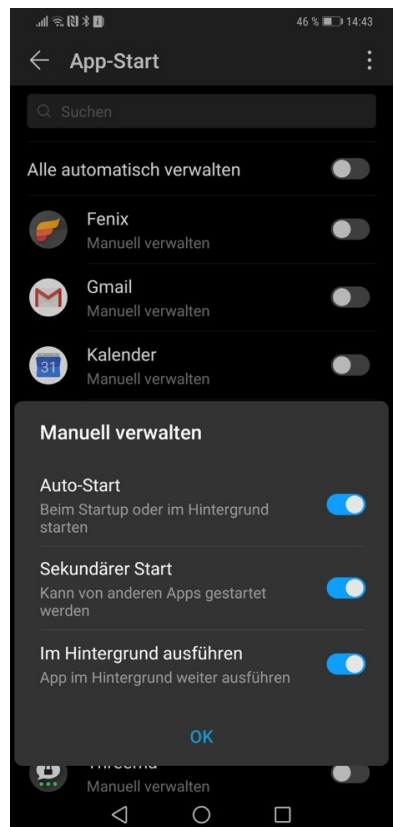 46 % 14:43
App-Start
Suchen
Alle automatisch verwalten
Fenix
Manuell verwalten
Gmail
Manuell verwalten
31
Kalender
Manuell verwalten
Manuell verwalten
Auto-Start
Beim Startup oder im Hintergrund
starten
Sekundärer Start
Kann von anderen Apps gestartet
werden
Im Hintergrund ausführen
App im Hintergrund weiter ausführen
OK
Threema
Manuell verwalten